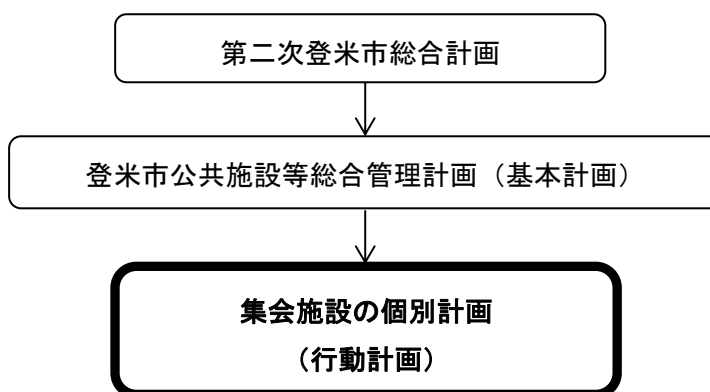 第二次登米市総合計画
登米市公共施設等総合管理計画（基本計画）
集会施設の個別計画
（行動計画）